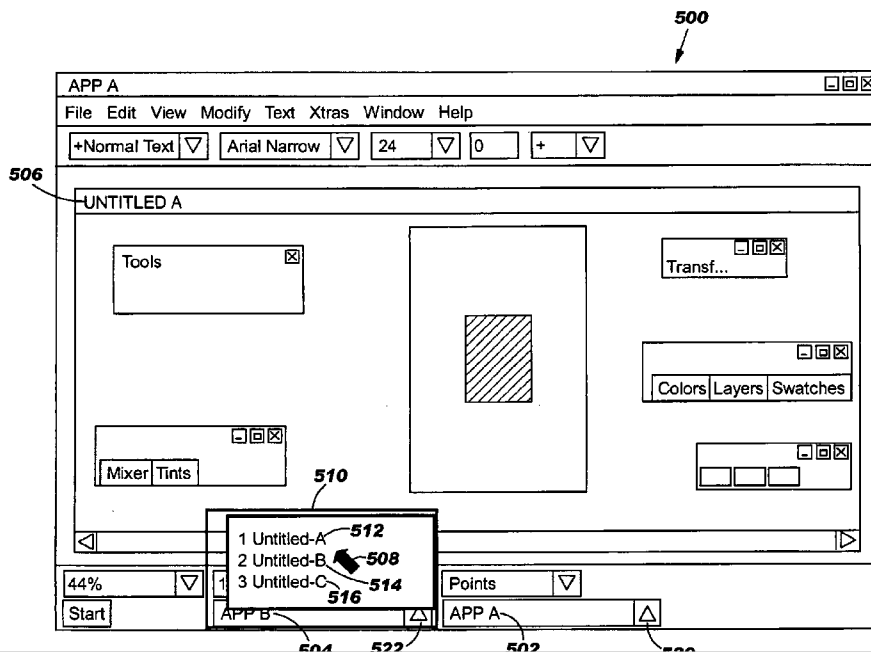 500
APP A
File Edit View Modify Text Xtras Window Help
+Normal Text Arial Narrow 24 0 +
506
UNTITLED A
Tools
Transf...
Colors Layers Swatches
Mixer Tints
510
1 Untitled-A 512
2 Untitled-B 508
514
3 Untitled-C 516
44% 1 Points
Start APP B APP A
504 522 502